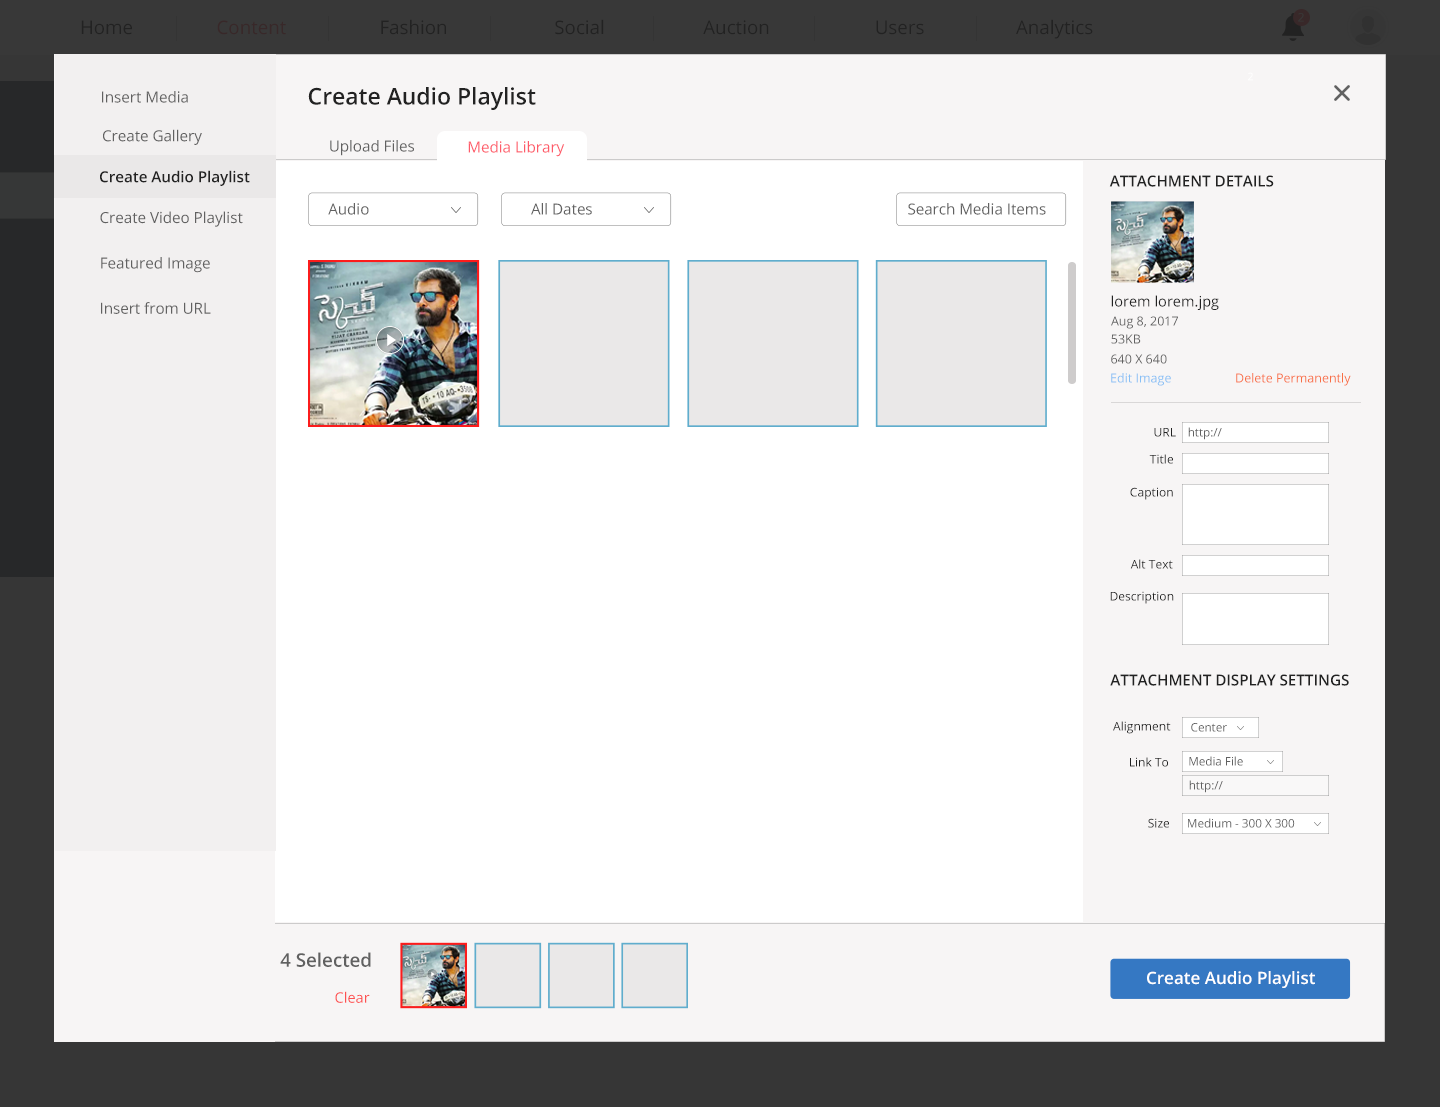 Home
Content
Fashion
Social
Auction
Users
Analytics
Insert Media
Create Gallery
Create Audio Playlist
Create Video Playlist
Featured Image
Insert from URL
Create Audio Playlist
Upload Files
Media Library
Audio
All Dates
Search Media Items
స్కెచ్
VIJAY CHANDAR
ATTACHMENT DETAILS
స్కెచ్
lorem lorem.jpg
Aug 8, 2017
53KB
640 X 640
Edit Image
Delete Permanently
URL
http://
Title
Caption
Alt Text
Description
ATTACHMENT DISPLAY SETTINGS
Alignment
Center
Link To
Media File
http://
Size
Medium - 300 X 300
4 Selected
Clear
స్కెచ్
Create Audio Playlist